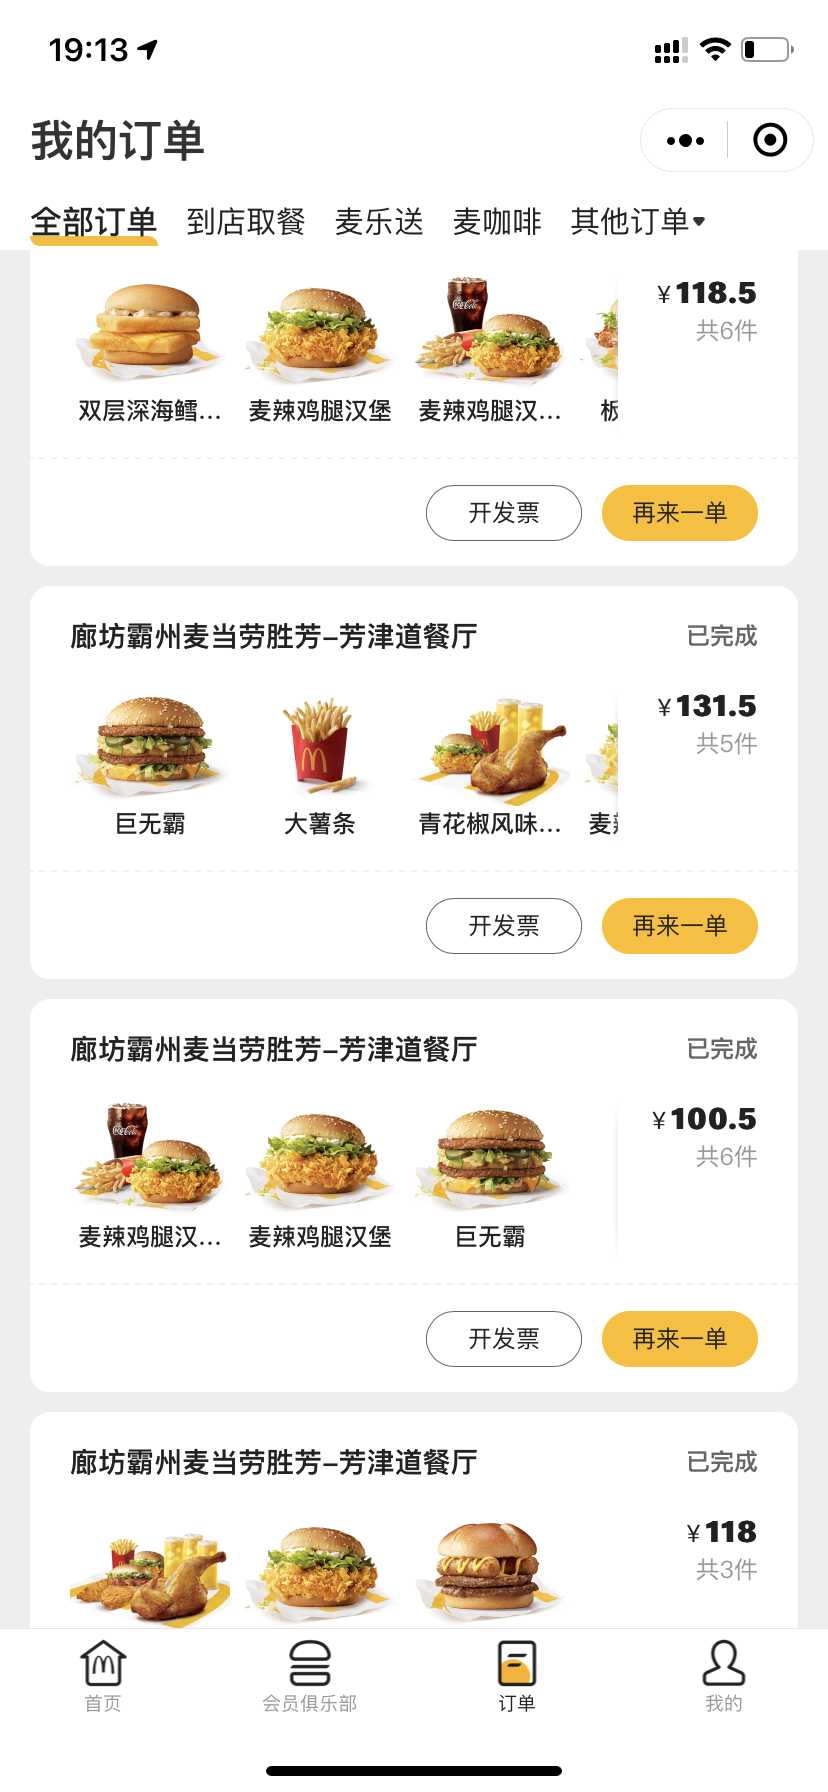 19:13
我的订单
全部订单 到店取餐 麦乐送 麦咖啡 其他订单
¥118.5
共6件
双层深海鳕... 麦辣鸡腿汉堡 麦辣鸡腿汉... 板
开发票 再来一单
廊坊霸州麦当劳胜芳-芳津道餐厅 已完成
¥131.5
共5件
巨无霸 大薯条 青花椒风味... 麦辣
开发票 再来一单
廊坊霸州麦当劳胜芳-芳津道餐厅 已完成
¥100.5
共6件
麦辣鸡腿汉... 麦辣鸡腿汉堡 巨无霸
开发票 再来一单
廊坊霸州麦当劳胜芳-芳津道餐厅 已完成
¥118
共3件
首页 会员俱乐部 订单 我的